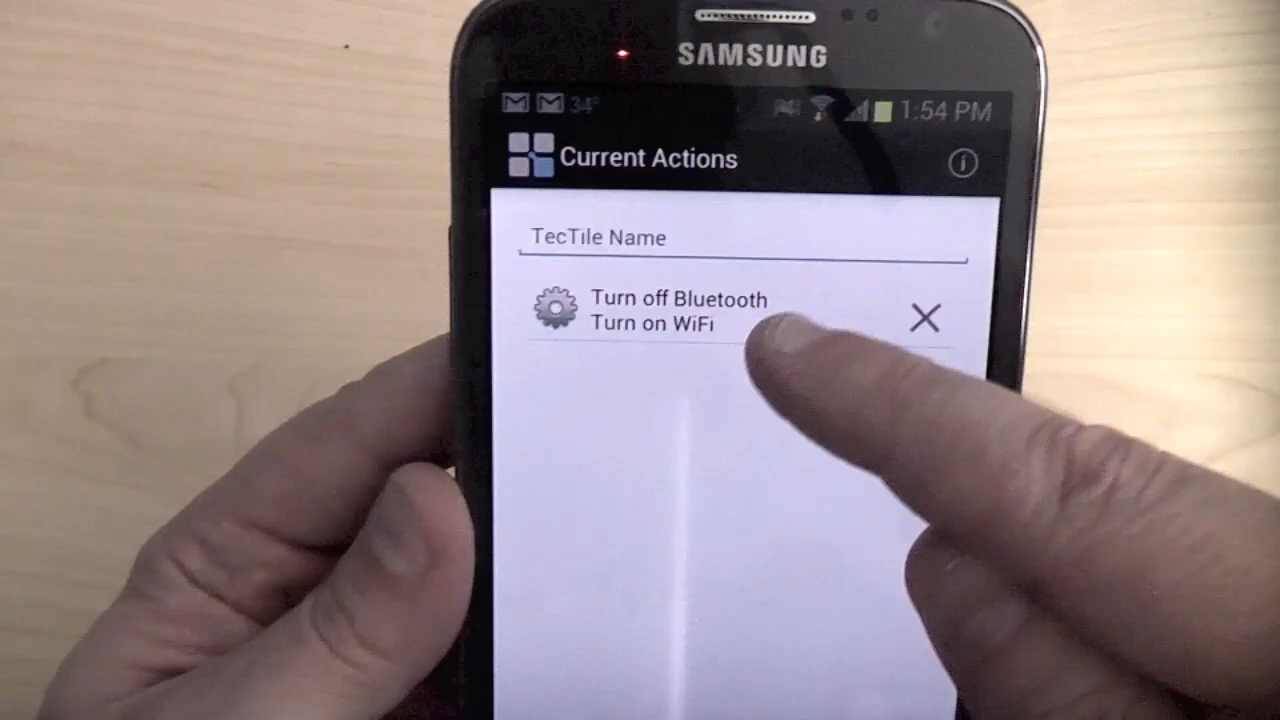 SAMSUNG
34° 1:54 PM
Current Actions
TecTile Name
Turn off Bluetooth
Turn on WiFi